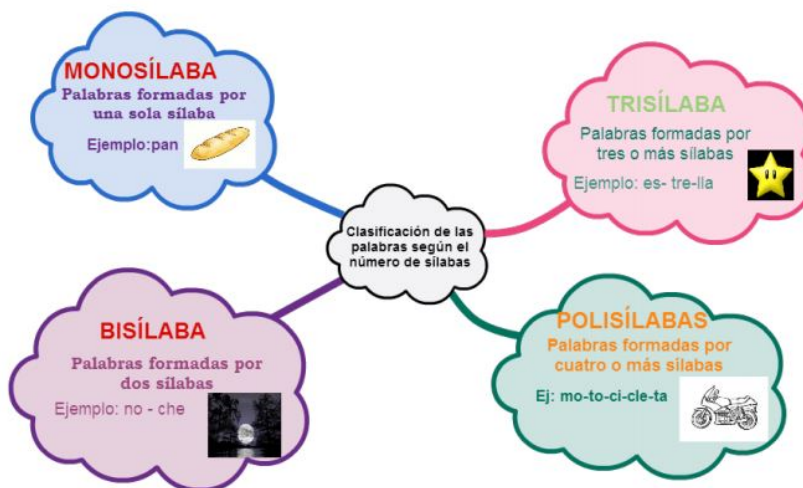 MONOSÍLABA
Palabras formadas por
una sola sílaba
Ejemplo:pan
TRISÍLABA
Palabras formadas por
tres o más sílabas
Ejemplo: es- tre-lla
Clasificación de las
palabras según el
número de sílabas
BISÍLABA
Palabras formadas por
dos sílabas
Ejemplo: no - che
POLISÍLABAS
Palabras formadas por
cuatro o más sílabas
Ej: mo-to-ci-cle-ta